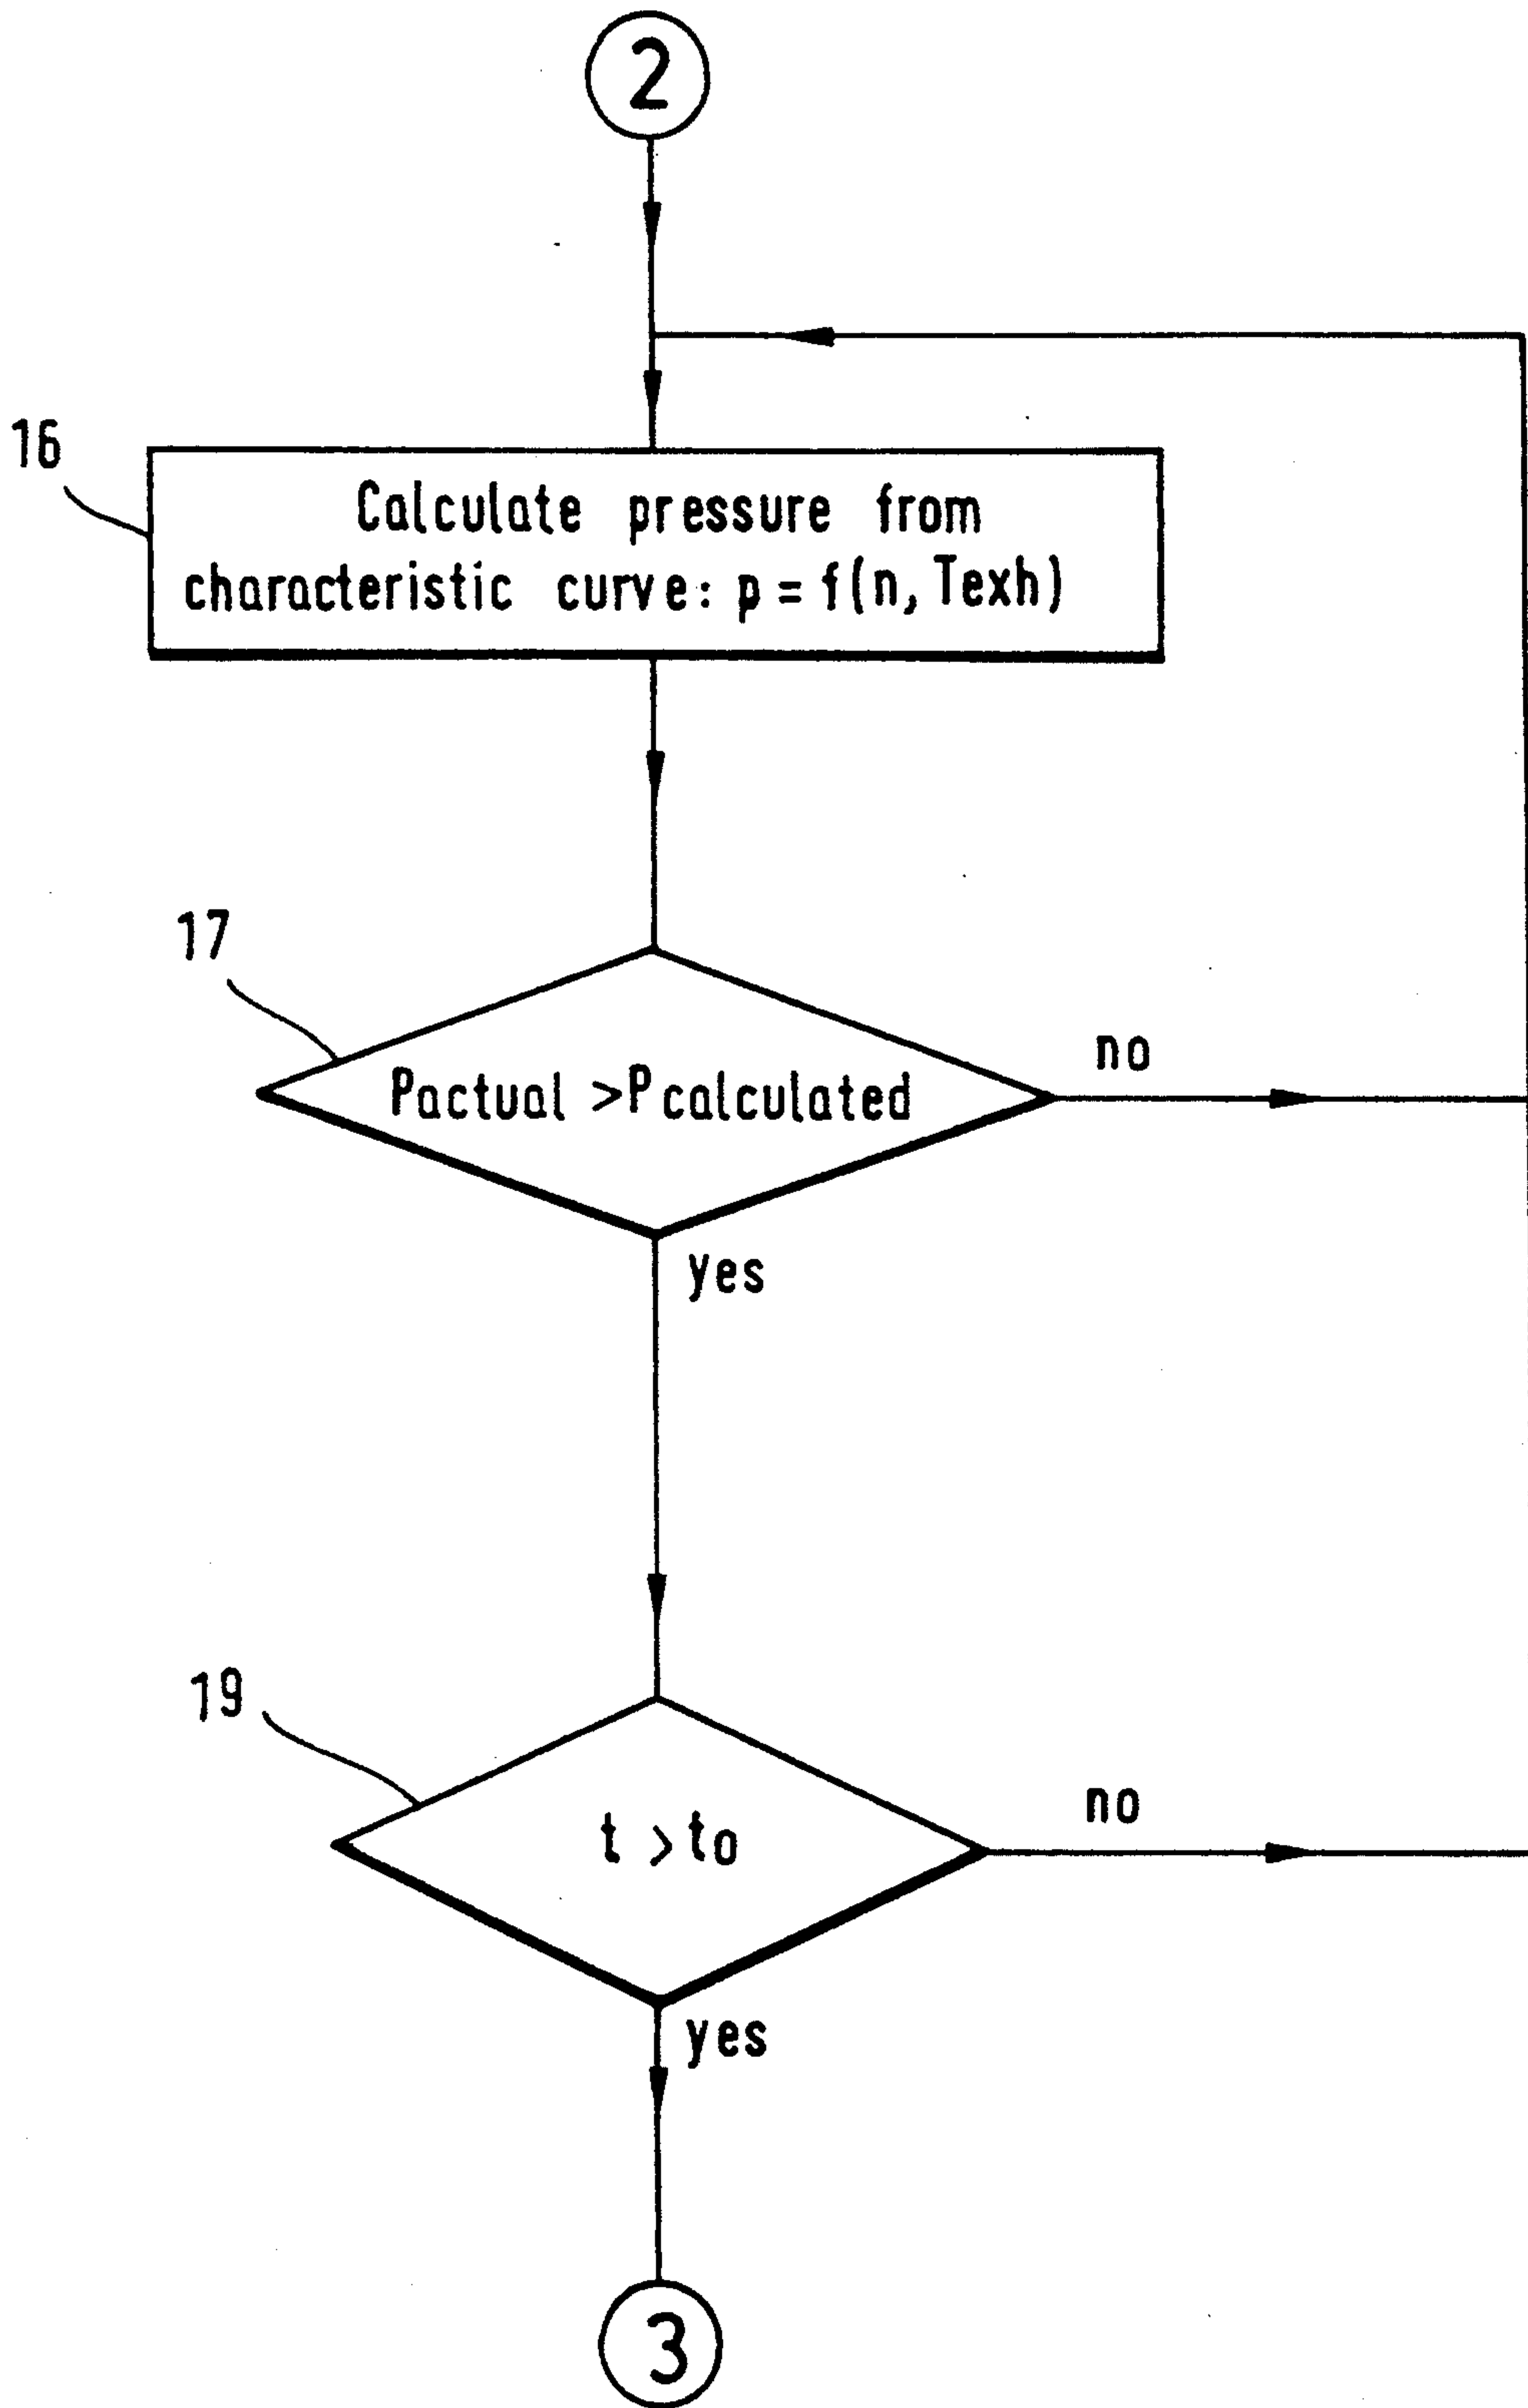 2
16
Calculate pressure from
characteristic curve: p = f(n, Texh)
17
Pactual >Pcalculated
no
yes
19
t >to
no
yes
3